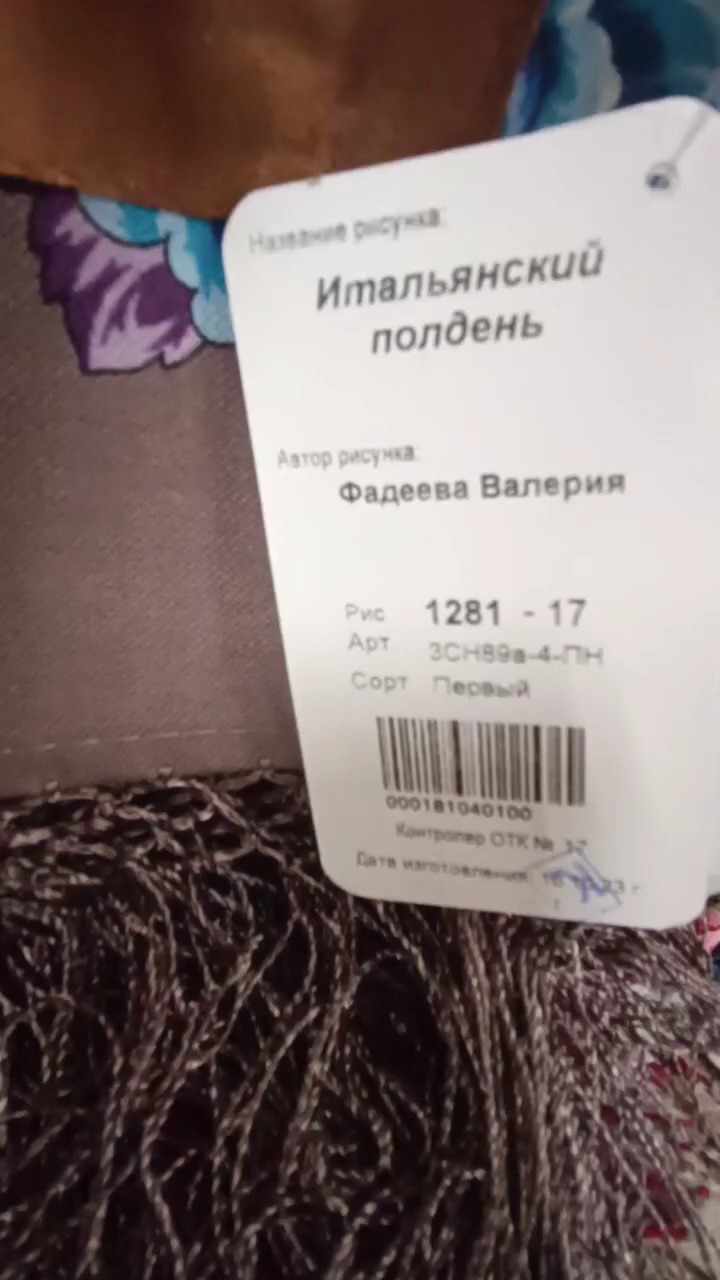 Название рисунка:
Итальянский
полдень
Автор рисунка:
Фадеева Валерия
Рис 1281 - 17
Арт 3СН89а-4-ПН
Сорт Первый
000181040100
Контролер ОТК № 17
Дата изготовления